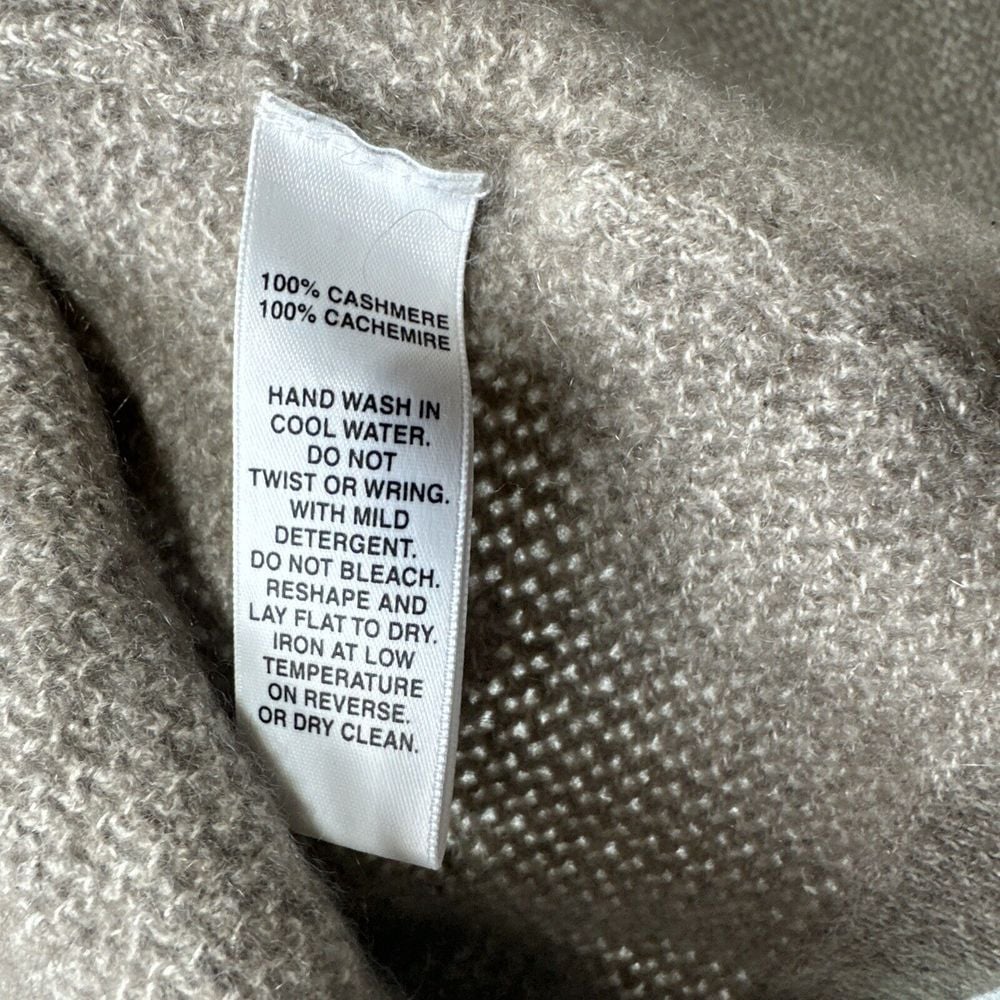 100% CASHMERE
100% CACHEMIRE
HAND WASH IN
COOL WATER.
DO NOT
TWIST OR WRING.
WITH MILD
DETERGENT.
DO NOT BLEACH.
RESHAPE AND
LAY FLAT TO DRY.
IRON AT LOW
TEMPERATURE
ON REVERSE.
OR DRY CLEAN.